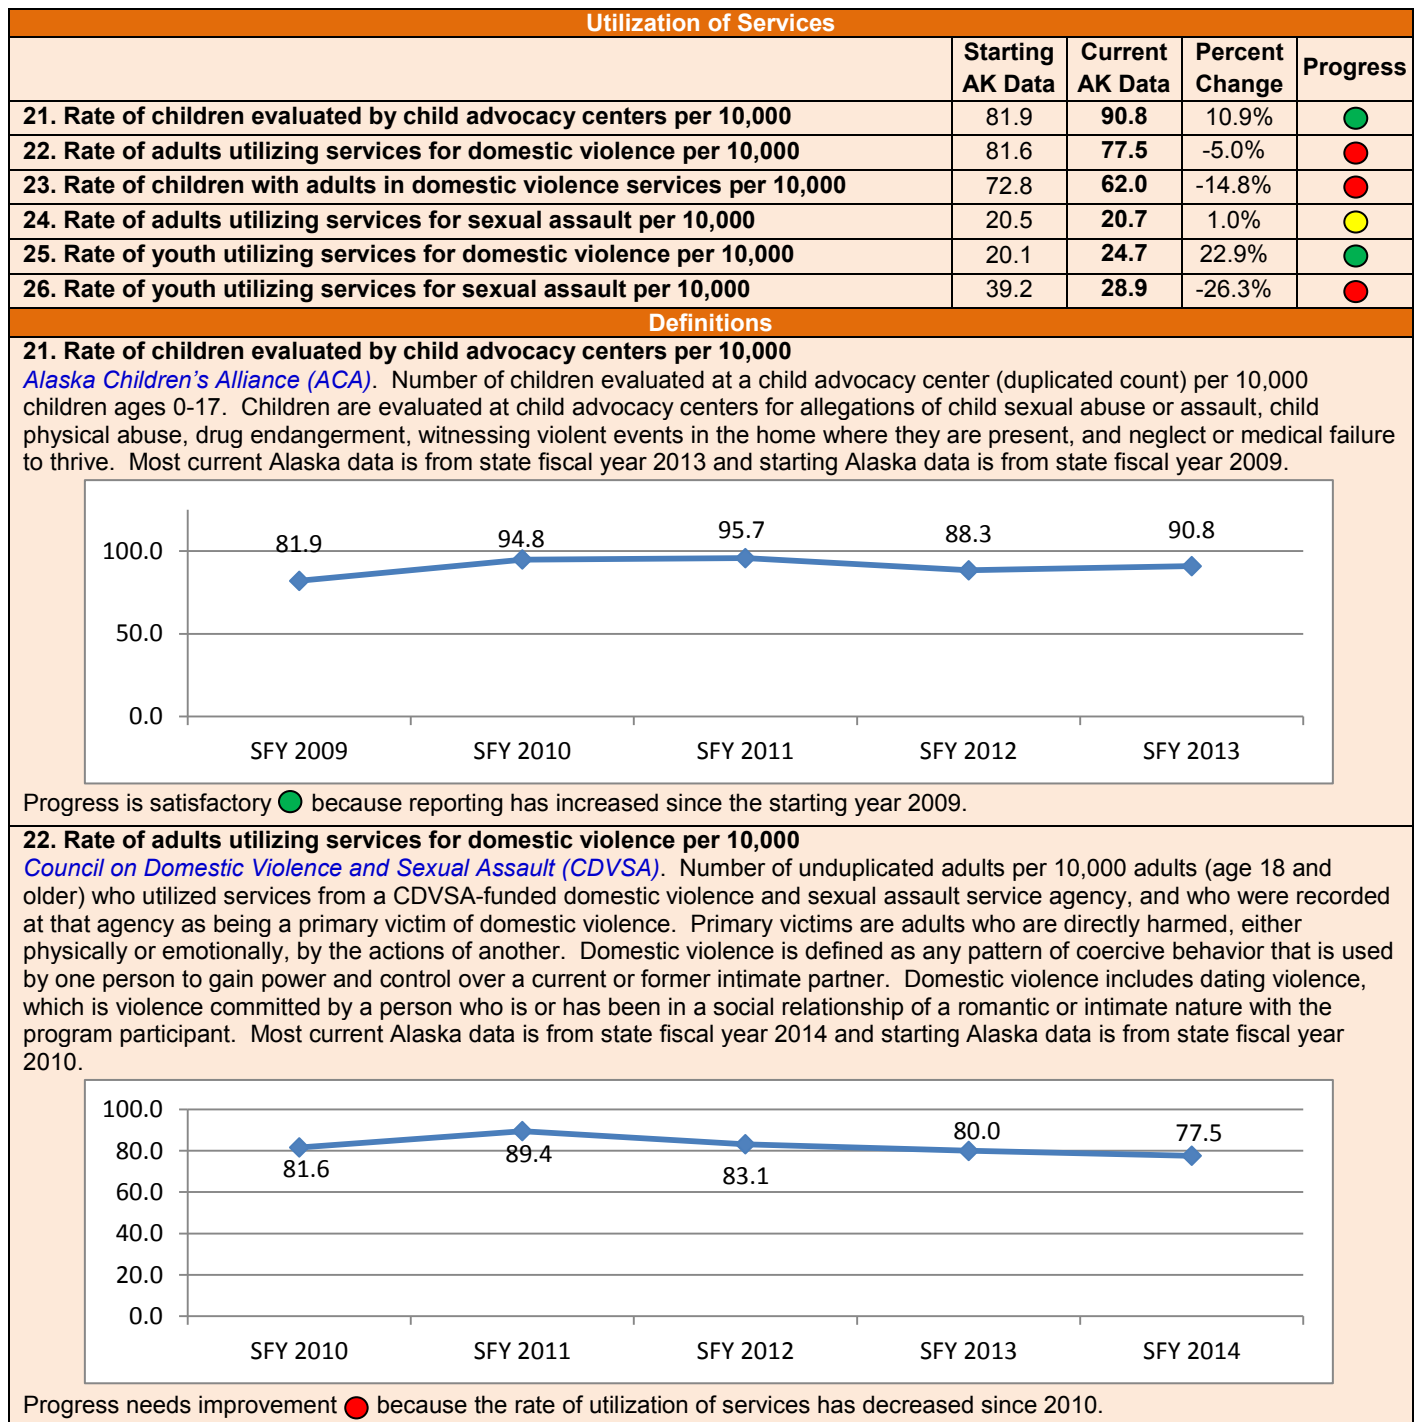 Utilization of Services
Starting AK Data Current AK Data Percent Change Progress
21. Rate of children evaluated by child advocacy centers per 10,000 81.9 90.8 10.9%
22. Rate of adults utilizing services for domestic violence per 10,000 81.6 77.5 -5.0%
23. Rate of children with adults in domestic violence services per 10,000 72.8 62.0 -14.8%
24. Rate of adults utilizing services for sexual assault per 10,000 20.5 20.7 1.0%
25. Rate of youth utilizing services for domestic violence per 10,000 20.1 24.7 22.9%
26. Rate of youth utilizing services for sexual assault per 10,000 39.2 28.9 -26.3%
Definitions
21. Rate of children evaluated by child advocacy centers per 10,000
Alaska Children’s Alliance (ACA). Number of children evaluated at a child advocacy center (duplicated count) per 10,000
children ages 0-17. Children are evaluated at child advocacy centers for allegations of child sexual abuse or assault, child
physical abuse, drug endangerment, witnessing violent events in the home where they are present, and neglect or medical failure
to thrive. Most current Alaska data is from state fiscal year 2013 and starting Alaska data is from state fiscal year 2009.
81.9 94.8 95.7 88.3 90.8
100.0
50.0
0.0
SFY 2009 SFY 2010 SFY 2011 SFY 2012 SFY 2013
Progress is satisfactory because reporting has increased since the starting year 2009.
22. Rate of adults utilizing services for domestic violence per 10,000
Council on Domestic Violence and Sexual Assault (CDVSA). Number of unduplicated adults per 10,000 adults (age 18 and
older) who utilized services from a CDVSA-funded domestic violence and sexual assault service agency, and who were recorded
at that agency as being a primary victim of domestic violence. Primary victims are adults who are directly harmed, either
physically or emotionally, by the actions of another. Domestic violence is defined as any pattern of coercive behavior that is used
by one person to gain power and control over a current or former intimate partner. Domestic violence includes dating violence,
which is violence committed by a person who is or has been in a social relationship of a romantic or intimate nature with the
program participant. Most current Alaska data is from state fiscal year 2014 and starting Alaska data is from state fiscal year
2010.
100.0
80.0
60.0
40.0
20.0
0.0
81.6 89.4 83.1 80.0 77.5
SFY 2010 SFY 2011 SFY 2012 SFY 2013 SFY 2014
Progress needs improvement because the rate of utilization of services has decreased since 2010.